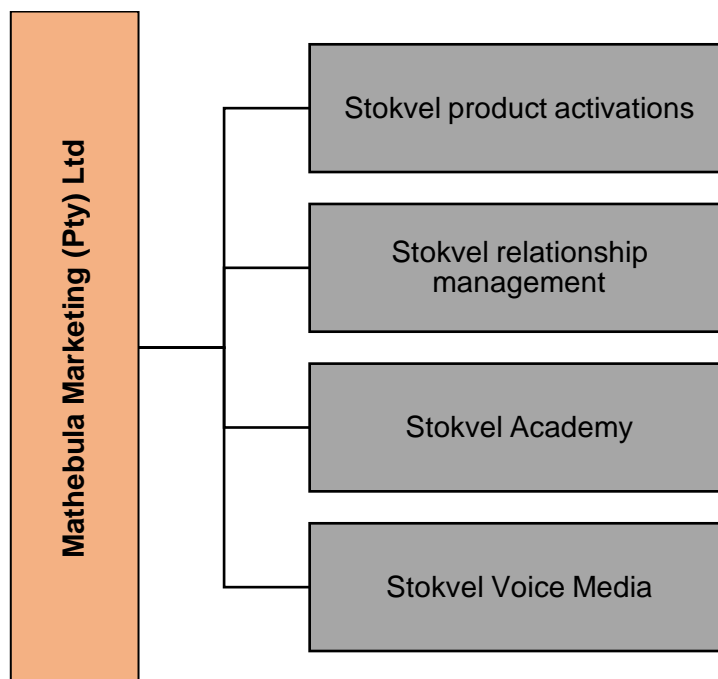 Mathebula Marketing (Pty) Ltd
Stokvel product activations
Stokvel relationship
management
Stokvel Academy
Stokvel Voice Media